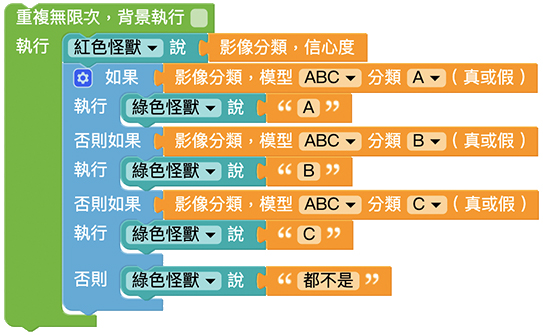 重複無限次，背景執行
執行 紅色怪獸 說 影像分類，信心度
如果 影像分類，模型 ABC 分類 A （真或假）
執行 綠色怪獸 說 “ A ”
否則如果 影像分類，模型 ABC 分類 B （真或假）
執行 綠色怪獸 說 “ B ”
否則如果 影像分類，模型 ABC 分類 C （真或假）
執行 綠色怪獸 說 “ C ”
否則 綠色怪獸 說 “ 都不是 ”